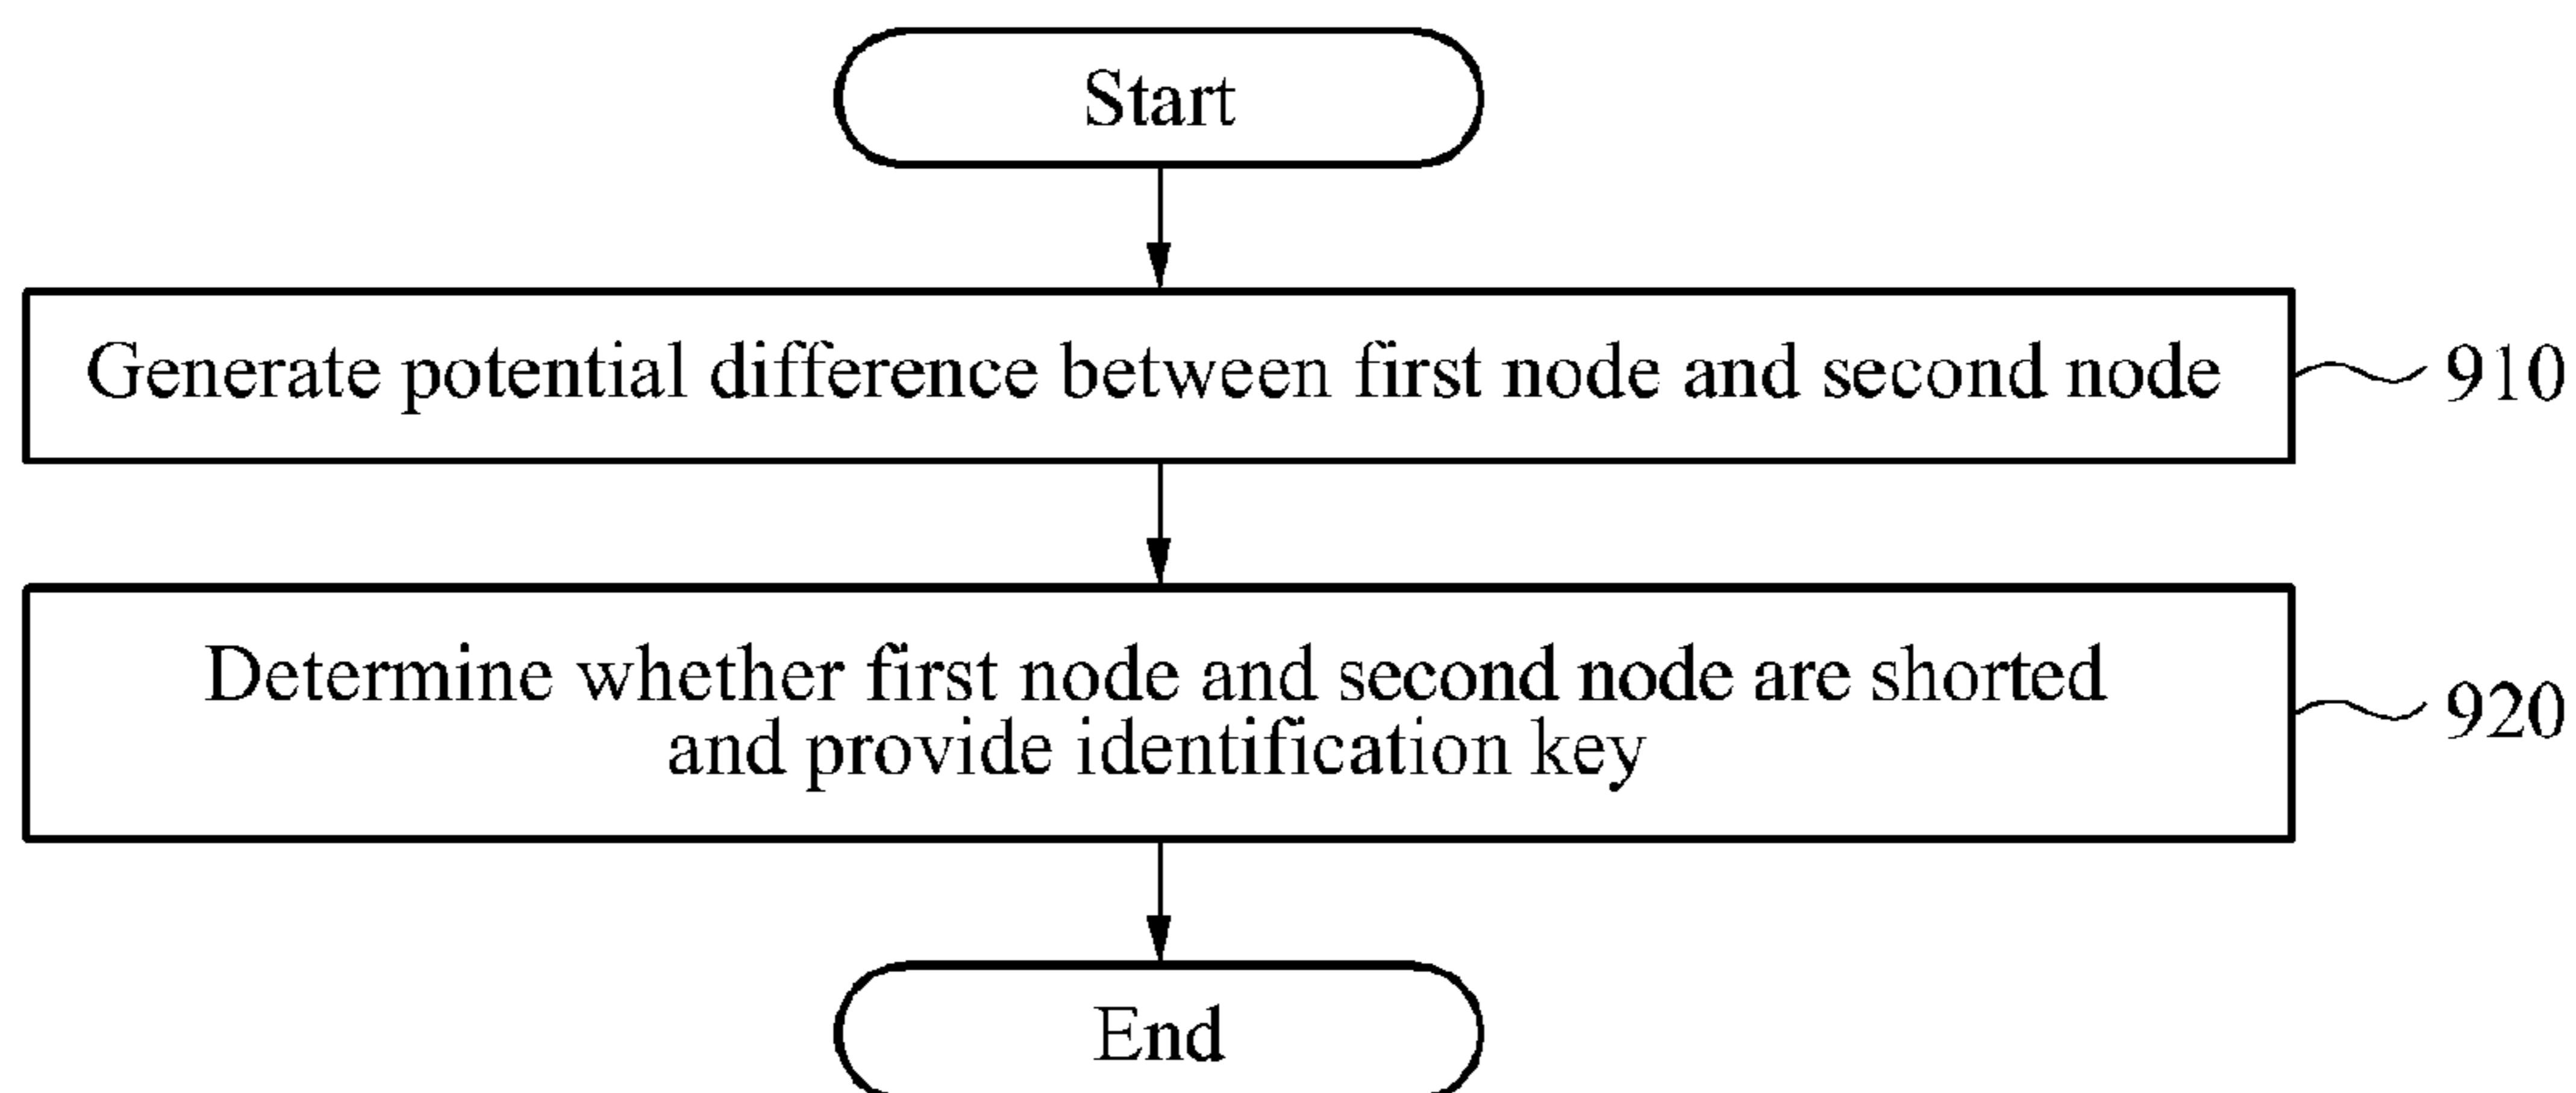 Start
Generate potential difference between first node and second node
910
Determine whether first node and second node are shorted
and provide identification key
920
End